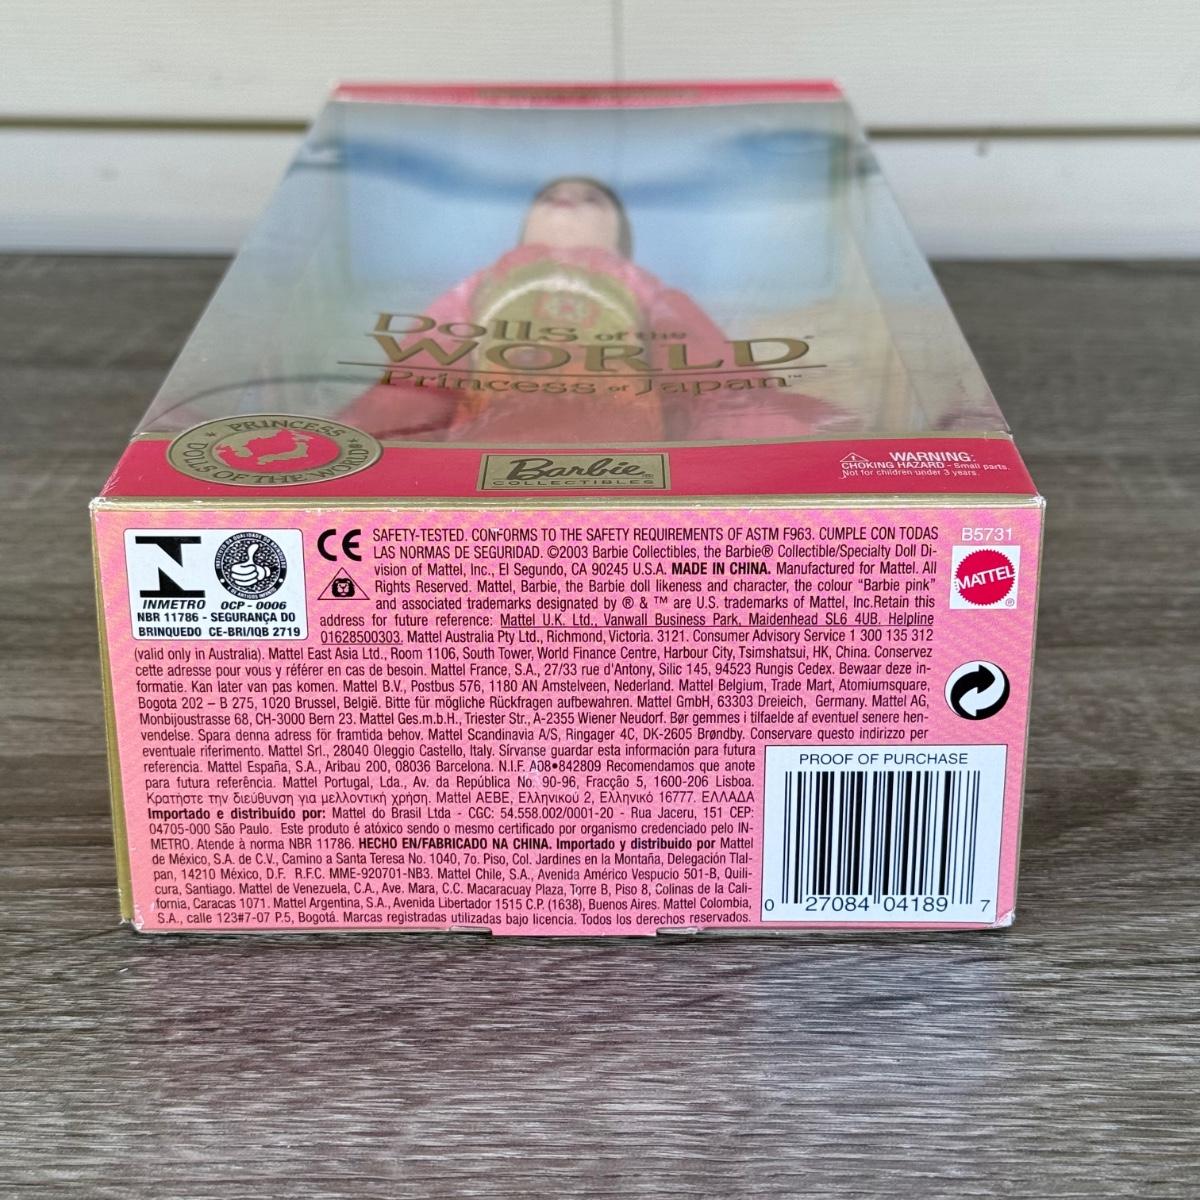 Dolls of the
WORLD®
Princess of Japan™
PRINCESS
DOLLS OF THE WORLD®
Barbie®
COLLECTIBLES
WARNING:
CHOKING HAZARD - Small parts.
Not for children under 3 years.
INMETRO OCP - 0006
NBR 11786 - SEGURANÇA DO
BRINQUEDO CE-BRI/IQB 2719
CE
SAFETY-TESTED. CONFORMS TO THE SAFETY REQUIREMENTS OF ASTM F963. CUMPLE CON TODAS
LAS NORMAS DE SEGURIDAD. ©2003 Barbie Collectibles, the Barbie® Collectible/Specialty Doll Di-
vision of Mattel, Inc., El Segundo, CA 90245 U.S.A. MADE IN CHINA. Manufactured for Mattel. All
Rights Reserved. Mattel, Barbie, the Barbie doll likeness and character, the colour "Barbie pink"
and associated trademarks designated by ® & ™ are U.S. trademarks of Mattel, Inc.Retain this
address for future reference: Mattel U.K. Ltd., Vanwall Business Park, Maidenhead SL6 4UB. Helpline
01628500303. Mattel Australia Pty Ltd., Richmond, Victoria. 3121. Consumer Advisory Service 1 300 135 312
(valid only in Australia). Mattel East Asia Ltd., Room 1106, South Tower, World Finance Centre, Harbour City, Tsimshatsui, HK, China. Conservez
cette adresse pour vous y référer en cas de besoin. Mattel France, S.A., 27/33 rue d'Antony, Silic 145, 94523 Rungis Cedex. Bewaar deze in-
formatie. Kan later van pas komen. Mattel B.V., Postbus 576, 1180 AN Amstelveen, Nederland. Mattel Belgium, Trade Mart, Atomiumsquare,
Bogota 202 – B 275, 1020 Brussel, België. Bitte für mögliche Rückfragen aufbewahren. Mattel GmbH, 63303 Dreieich, Germany. Mattel AG,
Monbijoustrasse 68, CH-3000 Bern 23. Mattel Ges.m.b.H., Triester Str., A-2355 Wiener Neudorf. Bør gemmes i tilfaelde af eventuel senere hen-
vendelse. Spara denna adress för framtida behov. Mattel Scandinavia A/S, Ringager 4C, DK-2605 Brøndby. Conservare questo indirizzo per
eventuale riferimento. Mattel Srl., 28040 Oleggio Castello, Italy. Sírvanse guardar esta información para futura
referencia. Mattel España, S.A., Aribau 200, 08036 Barcelona. N.I.F. A08•842809 Recomendamos que anote
para futura referência. Mattel Portugal, Lda., Av. da República No. 90-96, Fracção 5, 1600-206 Lisboa.
Κρατήστε την διεύθυνση για μελλοντική χρήση. Mattel AEBE, Ελληνικού 2, Ελληνικό 16777. ΕΛΛΑΔΑ
Importado e distribuido por: Mattel do Brasil Ltda - CGC: 54.558.002/0001-20 - Rua Jaceru, 151 CEP:
04705-000 São Paulo. Este produto é atóxico sendo o mesmo certificado por organismo credenciado pelo IN-
METRO. Atende à norma NBR 11786. HECHO EN/FABRICADO NA CHINA. Importado y distribuido por Mattel
de México, S.A. de C.V., Camino a Santa Teresa No. 1040, 7o. Piso, Col. Jardines en la Montaña, Delegación Tlal-
pan, 14210 México, D.F. R.F.C. MME-920701-NB3. Mattel Chile, S.A., Avenida Américo Vespucio 501-B, Quili-
cura, Santiago. Mattel de Venezuela, C.A., Ave. Mara, C.C. Macaracuay Plaza, Torre B, Piso 8, Colinas de la Cali-
fornia, Caracas 1071. Mattel Argentina, S.A., Avenida Libertador 1515 C.P. (1638), Buenos Aires. Mattel Colombia,
S.A., calle 123#7-07 P.5, Bogotá. Marcas registradas utilizadas bajo licencia. Todos los derechos reservados.
B5731
MATTEL®
PROOF OF PURCHASE
0 27084 04189 7